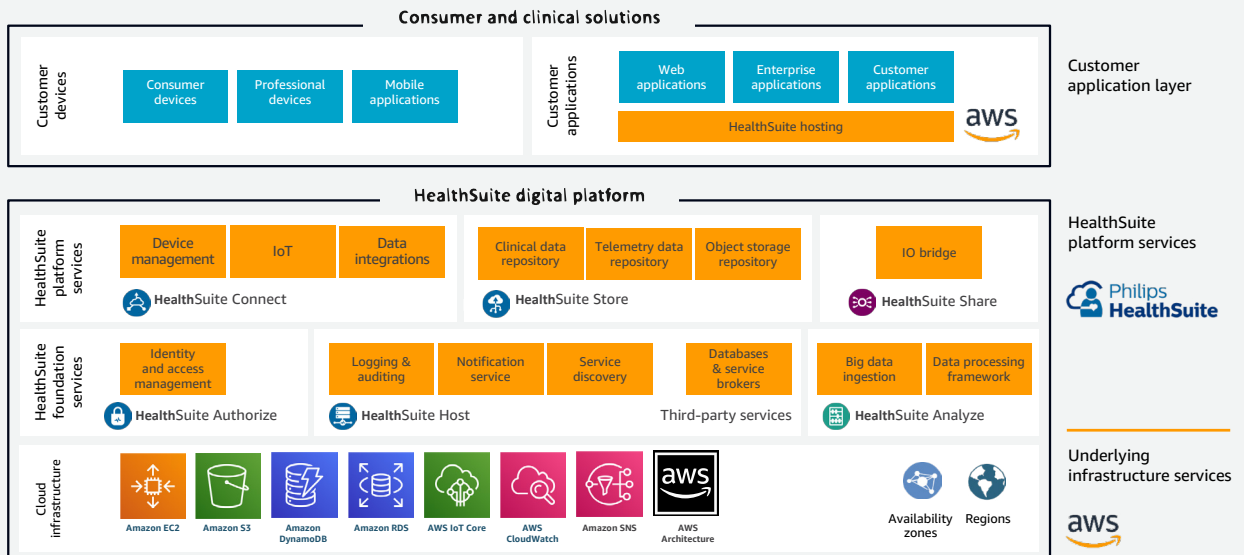 Consumer and clinical solutions
Customer
devices
Consumer
devices
Professional
devices
Mobile
applications
Customer
applications
Web
applications
Enterprise
applications
Customer
applications
HealthSuite hosting
aws
Customer
application layer
HealthSuite digital platform
HealthSuite
platform
services
Device
management
IoT
Data
integrations
HealthSuite Connect
Clinical data
repository
Telemetry data
repository
Object storage
repository
HealthSuite Store
IO bridge
HealthSuite Share
HealthSuite
platform services
Philips
HealthSuite
HealthSuite
foundation
services
Identity
and access
management
HealthSuite Authorize
Logging &
auditing
Notification
service
Service
discovery
HealthSuite Host
Databases
& service
brokers
Third-party services
Big data
ingestion
Data processing
framework
HealthSuite Analyze
Cloud
infrastructure
Amazon EC2
Amazon S3
Amazon
DynamoDB
Amazon RDS
AWS IoT Core
AWS
CloudWatch
Amazon SNS
aws
AWS
Architecture
Availability
zones
Regions
Underlying
infrastructure services
aws